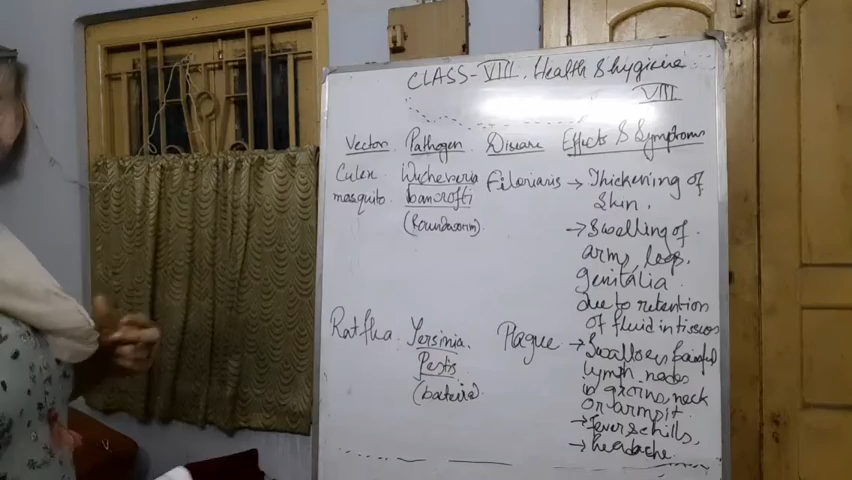 CLASS-VIII. Health & hygiene
VIII
Vector Pathogen Disease Effects & Symptoms
Culex Wucheveria Filariasis → Thickening of
mosquito bancrofti skin.
(Roundworm) → Swelling of
arms, legs,
genitalia
due to retention
of fluid in tissues
Rat flea Yersinia Plague → Swollen painful
Pestis lymph nodes
(bacteria) in groins, neck
or armpit.
→ Fever & chills,
→ headache